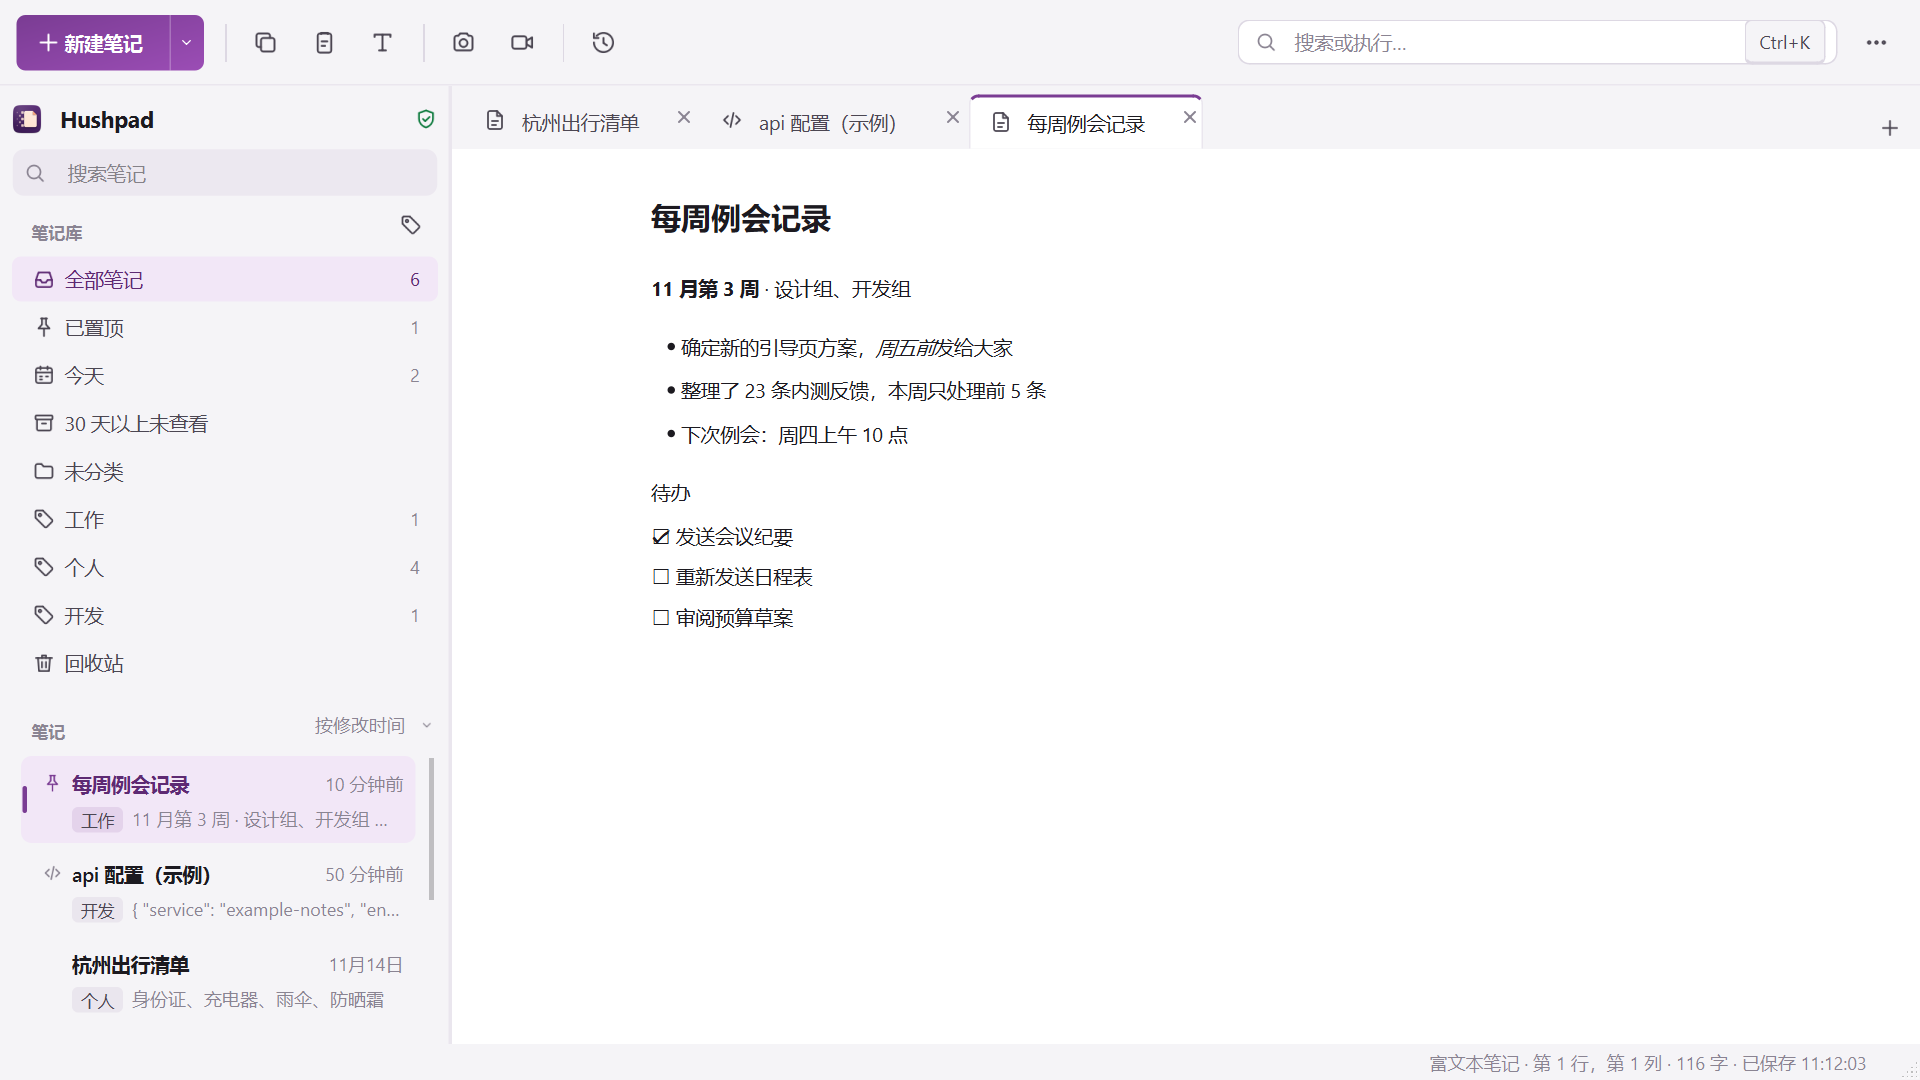 新建笔记
搜索或执行... Ctrl+K
Hushpad
搜索笔记
笔记库
全部笔记 6
已置顶 1
今天 2
30 天以上未查看
未分类
工作 1
个人 4
开发 1
回收站
笔记 按修改时间
每周例会记录 10 分钟前
工作 11 月第 3 周 · 设计组、开发组 ...
api 配置（示例） 50 分钟前
开发 { "service": "example-notes", "en...
杭州出行清单 11月14日
个人 身份证、充电器、雨伞、防晒霜
杭州出行清单 api 配置（示例） 每周例会记录
每周例会记录
11 月第 3 周 · 设计组、开发组
• 确定新的引导页方案，周五前发给大家
• 整理了 23 条内测反馈，本周只处理前 5 条
• 下次例会：周四上午 10 点
待办
☑ 发送会议纪要
☐ 重新发送日程表
☐ 审阅预算草案
富文本笔记 · 第 1 行，第 1 列 · 116 字 · 已保存 11:12:03